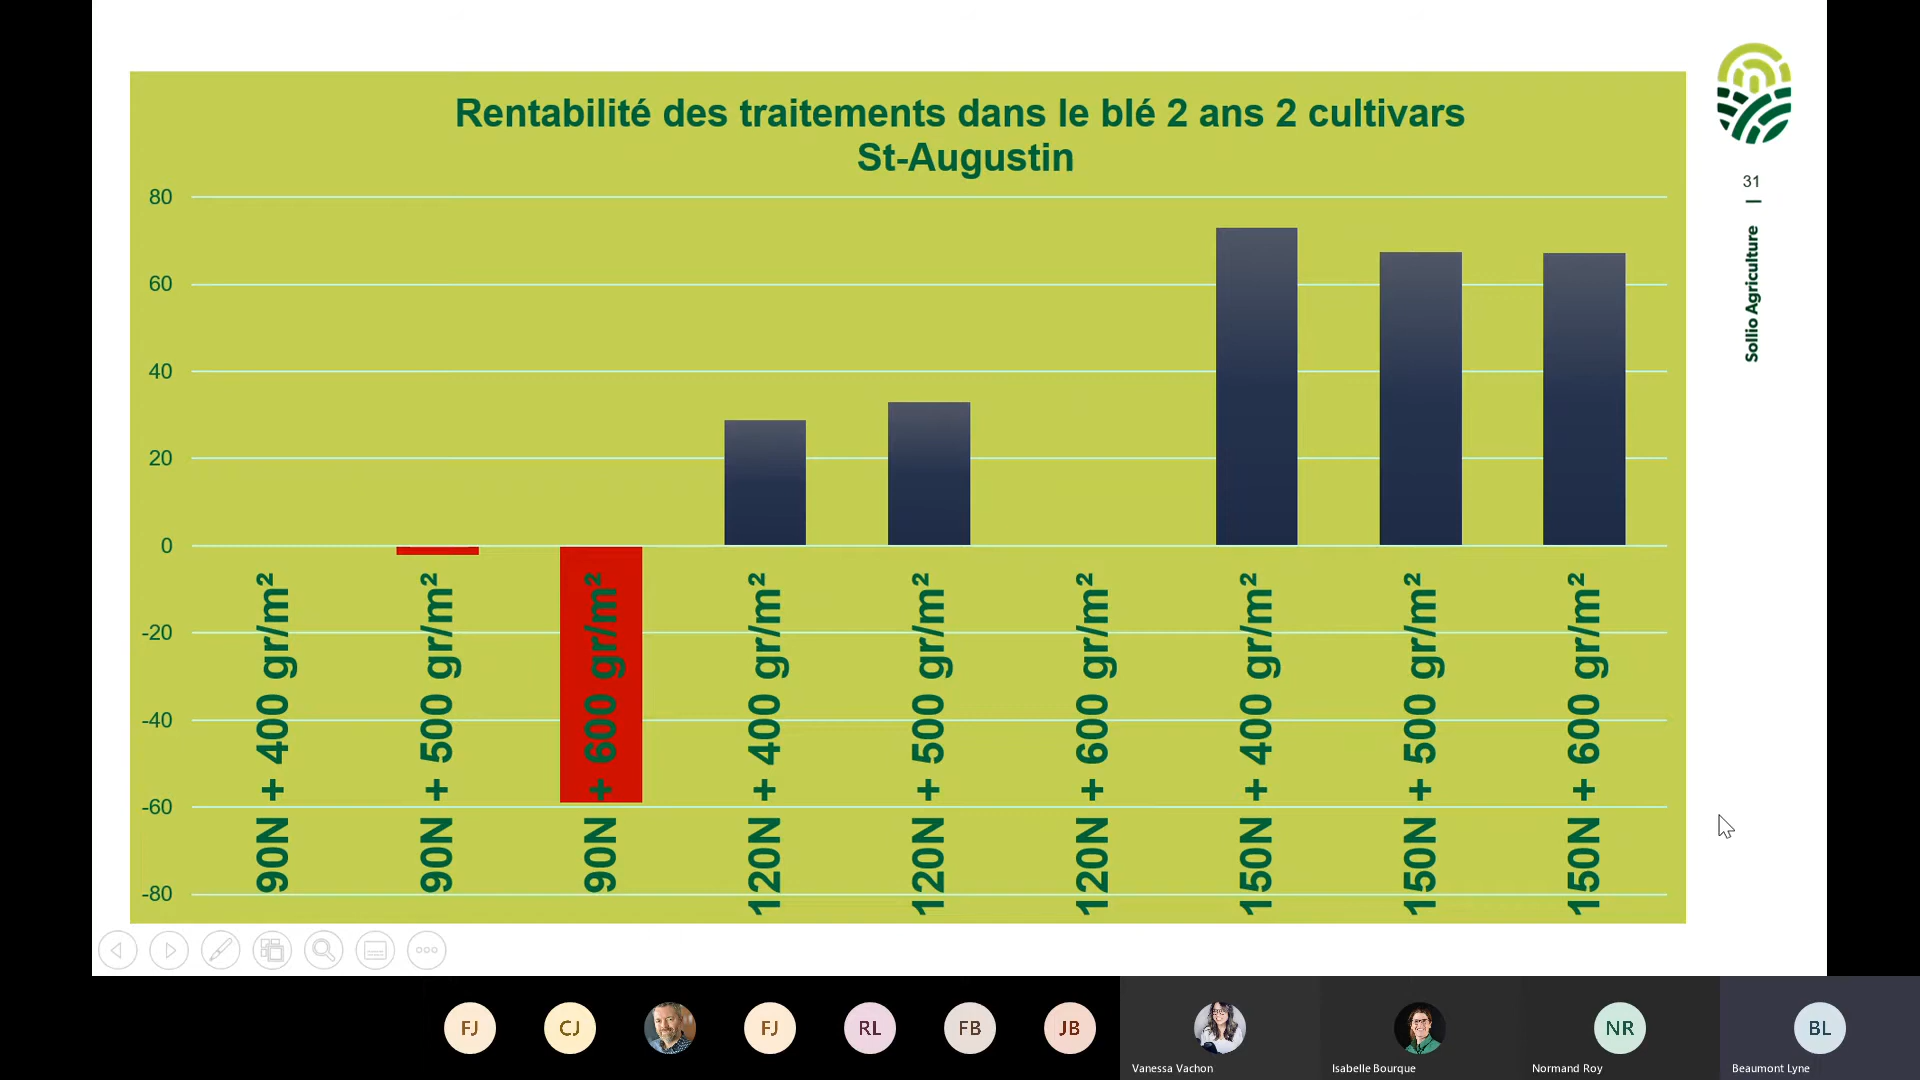 Rentabilité des traitements dans le blé 2 ans 2 cultivars
St-Augustin
80
60
40
20
0
-20
-40
-60
-80
90N + 400 gr/m²
90N + 500 gr/m²
90N + 600 gr/m²
120N + 400 gr/m²
120N + 500 gr/m²
120N + 600 gr/m²
150N + 400 gr/m²
150N + 500 gr/m²
150N + 600 gr/m²
31
|
Sollio Agriculture
FJ
CJ
FJ
RL
FB
JB
NR
BL
Vanessa Vachon
Isabelle Bourque
Normand Roy
Beaumont Lyne